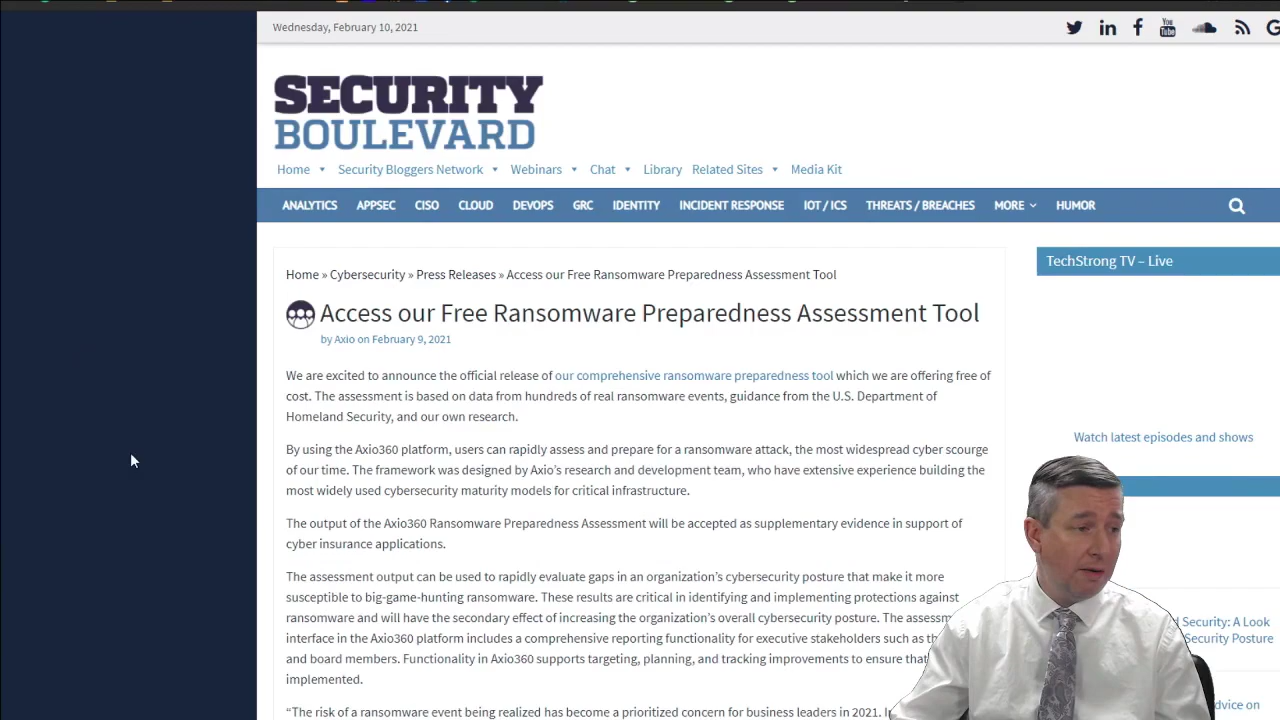 Wednesday, February 10, 2021
You
Tube
SECURITY
BOULEVARD
Home Security Bloggers Network Webinars Chat Library Related Sites Media Kit
ANALYTICS APPSEC CISO CLOUD DEVOPS GRC IDENTITY INCIDENT RESPONSE IOT / ICS THREATS / BREACHES MORE HUMOR
Home » Cybersecurity » Press Releases » Access our Free Ransomware Preparedness Assessment Tool
TechStrong TV – Live
Access our Free Ransomware Preparedness Assessment Tool
by Axio on February 9, 2021
We are excited to announce the official release of our comprehensive ransomware preparedness tool which we are offering free of
cost. The assessment is based on data from hundreds of real ransomware events, guidance from the U.S. Department of
Homeland Security, and our own research.
By using the Axio360 platform, users can rapidly assess and prepare for a ransomware attack, the most widespread cyber scourge
of our time. The framework was designed by Axio's research and development team, who have extensive experience building the
most widely used cybersecurity maturity models for critical infrastructure.
The output of the Axio360 Ransomware Preparedness Assessment will be accepted as supplementary evidence in support of
cyber insurance applications.
The assessment output can be used to rapidly evaluate gaps in an organization's cybersecurity posture that make it more
susceptible to big-game-hunting ransomware. These results are critical in identifying and implementing protections against
ransomware and will have the secondary effect of increasing the organization's overall cybersecurity posture. The
interface in the Axio360 platform includes a comprehensive reporting functionality for executive stakeholders such as
and board members. Functionality in Axio360 supports targeting, planning, and tracking improvements to ensure
implemented.
“The risk of a ransomware event being realized has become a prioritized concern for business leaders in 2021.
Watch latest episodes and shows
Security: A Look
Security Posture
on